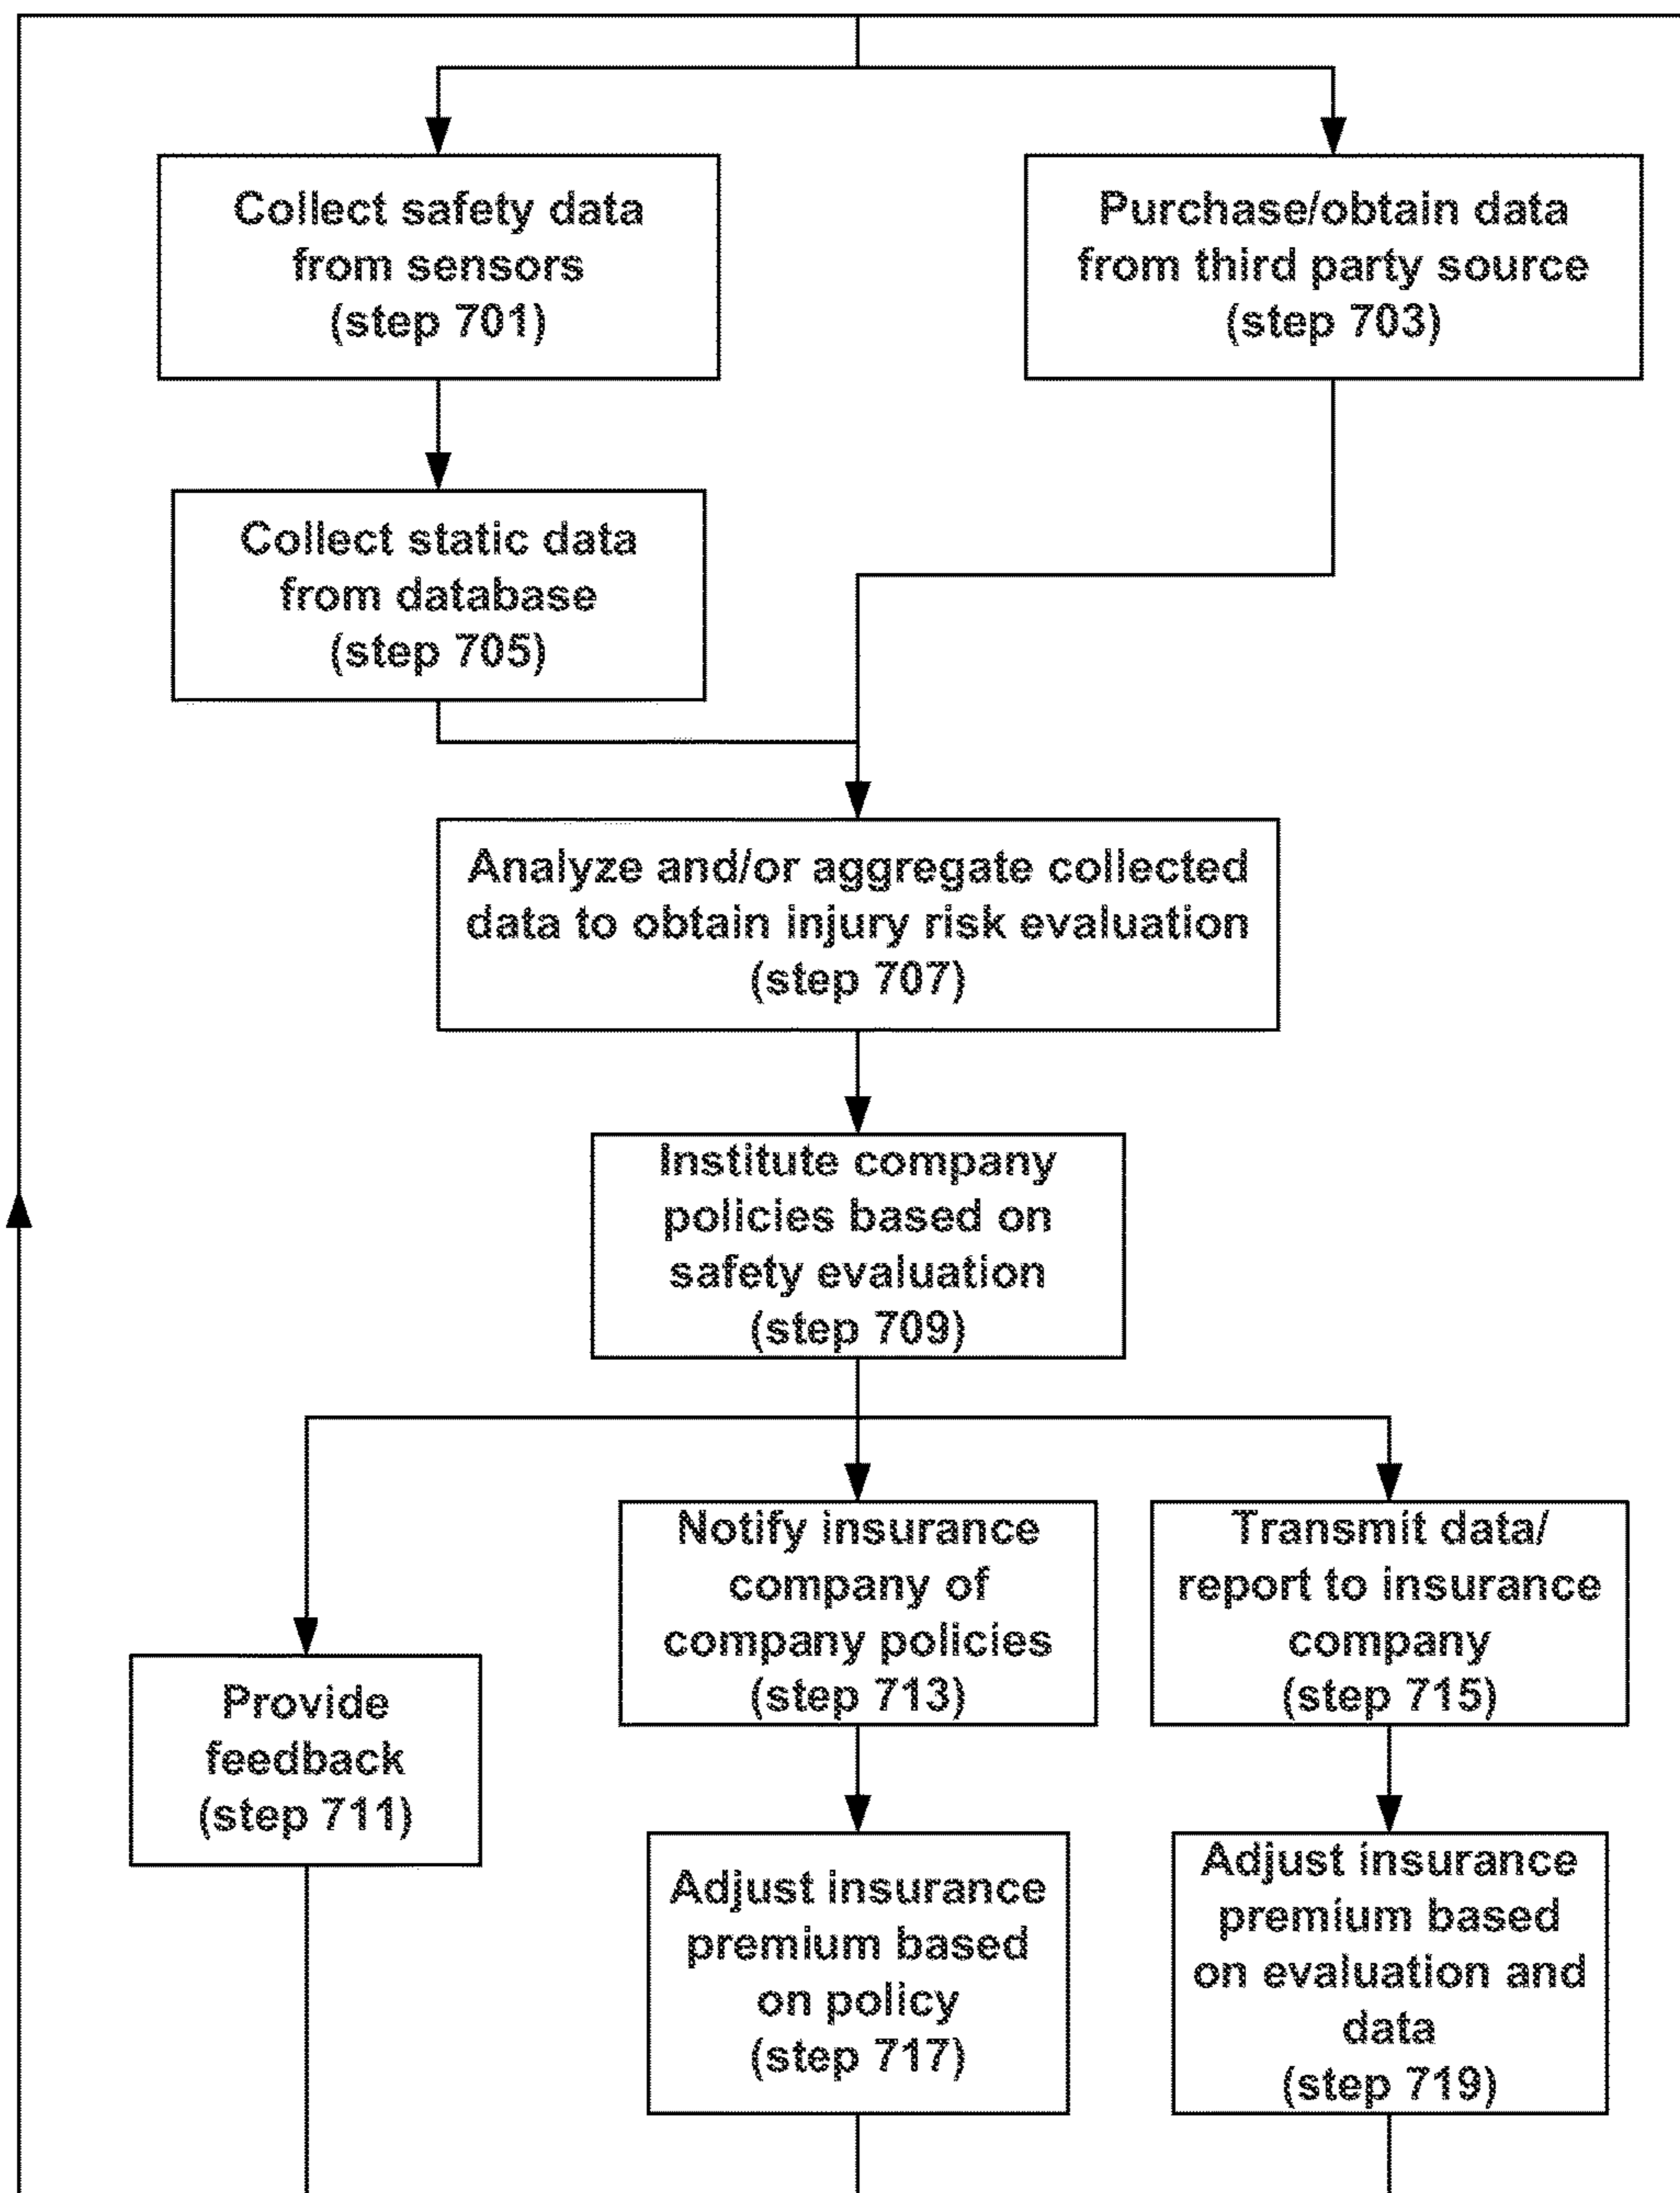 Collect safety data
from sensors
(step 701)
Purchase/obtain data
from third party source
(step 703)
Collect static data
from database
(step 705)
Analyze and/or aggregate collected
data to obtain injury risk evaluation
(step 707)
Institute company
policies based on
safety evaluation
(step 709)
Provide
feedback
(step 711)
Notify insurance
company of
company policies
(step 713)
Transmit data/
report to insurance
company
(step 715)
Adjust insurance
premium based
on policy
(step 717)
Adjust insurance
premium based
on evaluation and
data
(step 719)